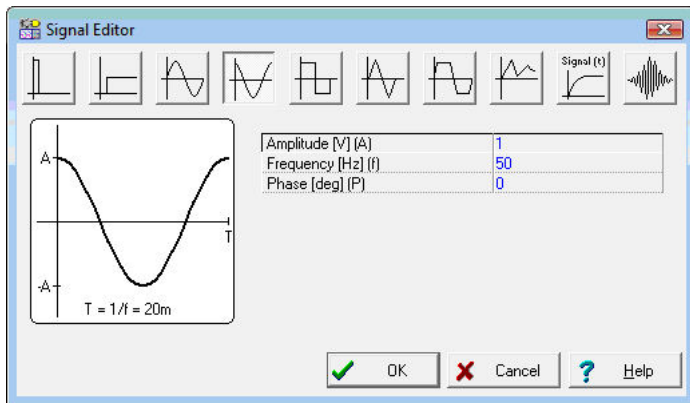 Signal Editor
Signal (t)
Amplitude [V] (A) 1
Frequency [Hz] (f) 50
Phase [deg] (P) 0
A
T
-A
T = 1/f = 20m
OK Cancel ? Help